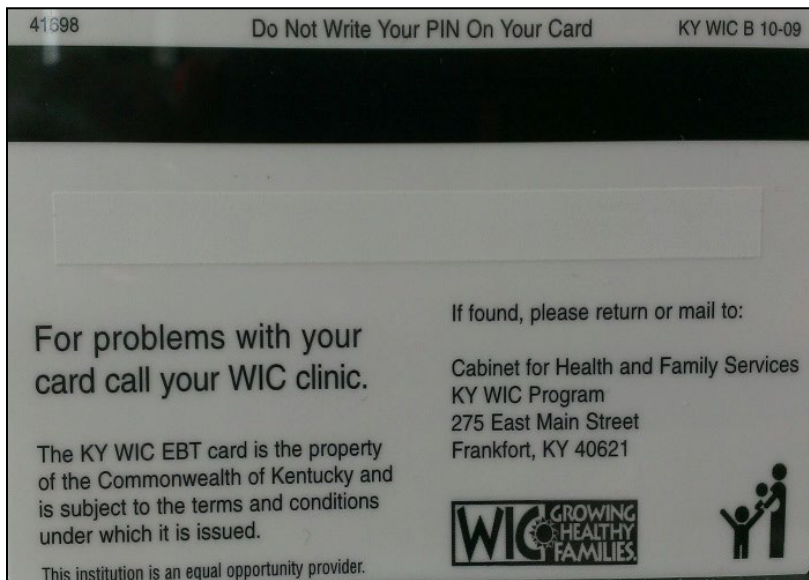 41698
Do Not Write Your PIN On Your Card
KY WIC B 10-09
For problems with your
card call your WIC clinic.
The KY WIC EBT card is the property
of the Commonwealth of Kentucky and
is subject to the terms and conditions
under which it is issued.
This institution is an equal opportunity provider.
If found, please return or mail to:
Cabinet for Health and Family Services
KY WIC Program
275 East Main Street
Frankfort, KY 40621
WIC
GROWING
HEALTHY
FAMILIES.